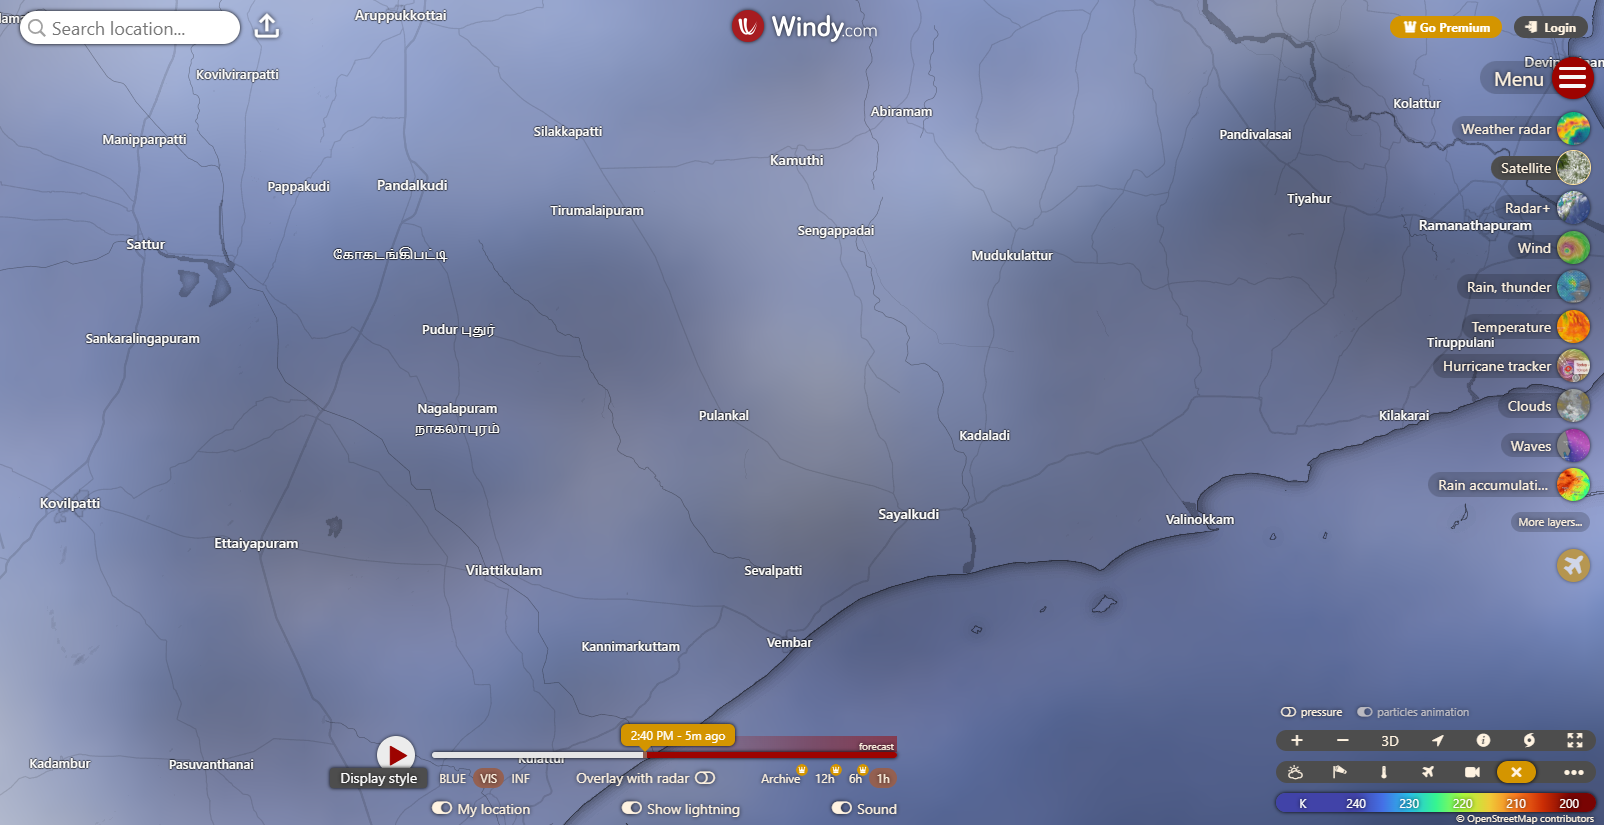 Search location...
Aruppukkottai
Windy.com
Go Premium
Login
Menu
Kovilvirarpatti
Kolattur
Abiramam
Weather radar
Silakkapatti
Pandivalasai
Manipparpatti
Kamuthi
Satellite
Pappakudi
Pandalkudi
Tiyahur
Radar+
Tirumalaipuram
Ramanathapuram
Sengappadai
Sattur
Wind
கோகடங்கிபட்டி
Mudukulattur
Rain, thunder
Pudur புதுர்
Temperature
Sankaralingapuram
Tiruppulani
Hurricane tracker
Nagalapuram
நாகலாபுரம்
Clouds
Pulankal
Kilakarai
Kadaladi
Waves
Rain accumulati...
Kovilpatti
Sayalkudi
Valinokkam
More layers...
Ettaiyapuram
Vilattikulam
Sevalpatti
Kannimarkuttam
Vembar
pressure
particles animation
2:40 PM - 5m ago
forecast
3D
Kadambur
Pasuvanthanai
Display style
BLUE
VIS
INF
Overlay with radar
Archive
12h
6h
1h
My location
Show lightning
Sound
K 240 230 220 210 200
© OpenStreetMap contributors